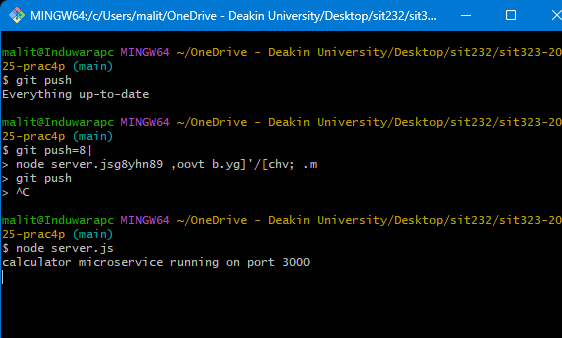 MINGW64:/c/Users/malit/OneDrive - Deakin University/Desktop/sit232/sit3...
malit@Induwarapc MINGW64 ~/OneDrive - Deakin University/Desktop/sit232/sit323-20
25-prac4p (main)
$ git push
Everything up-to-date
malit@Induwarapc MINGW64 ~/OneDrive - Deakin University/Desktop/sit232/sit323-20
25-prac4p (main)
$ git push=8|
> node server.jsg8yhn89 ,oovt b.yg]'/[chv; .m
> git push
> ^C
malit@Induwarapc MINGW64 ~/OneDrive - Deakin University/Desktop/sit232/sit323-20
25-prac4p (main)
$ node server.js
calculator microservice running on port 3000